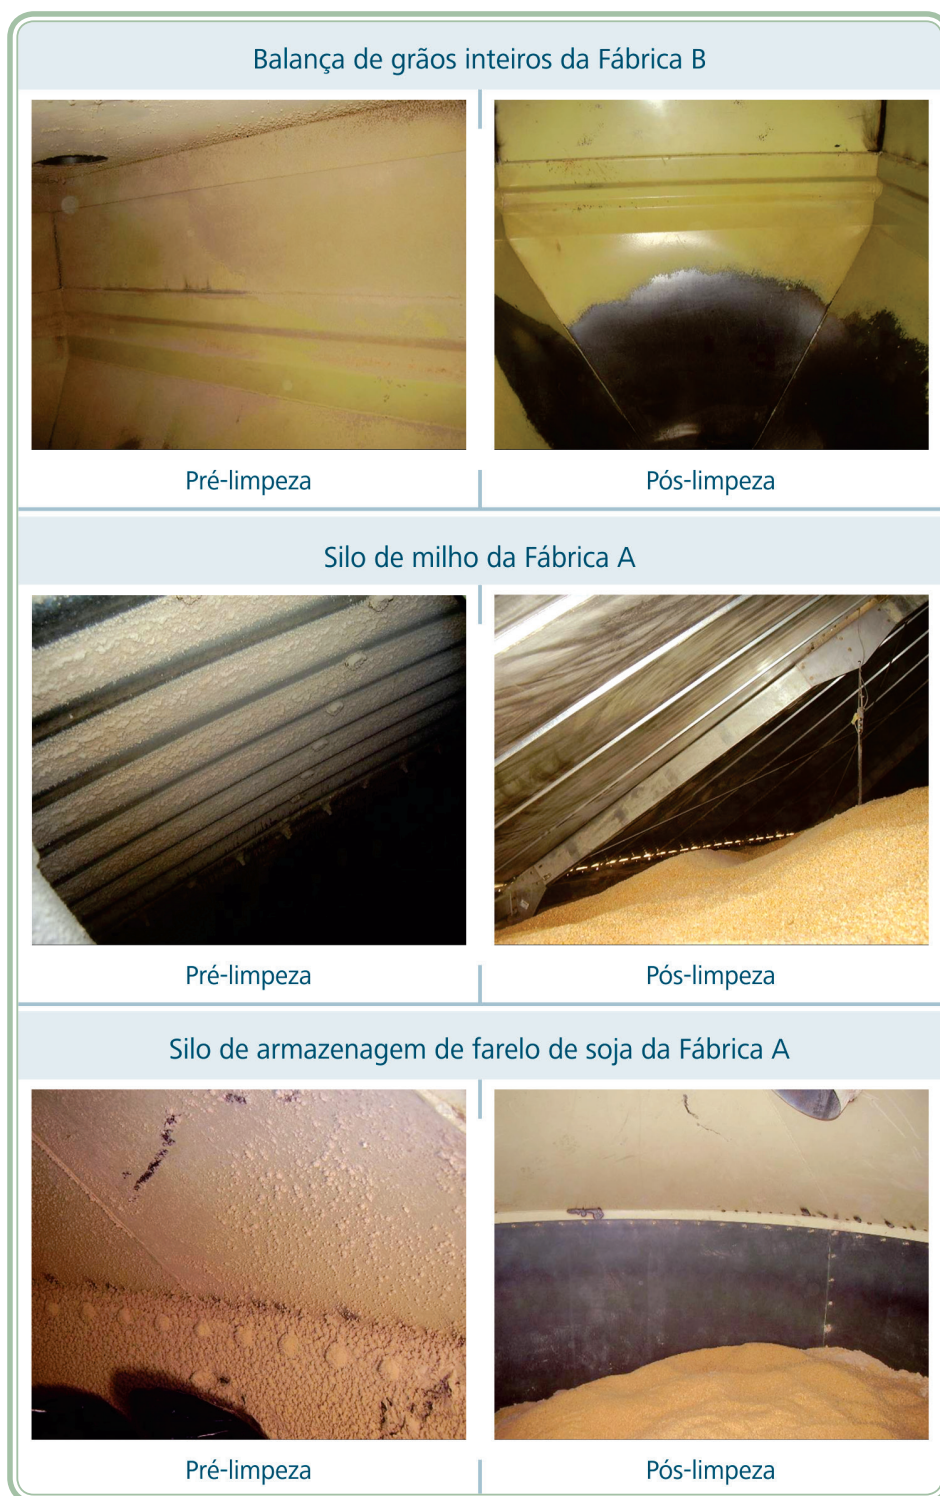 Balança de grãos inteiros da Fábrica B
Pré-limpeza
Pós-limpeza
Silo de milho da Fábrica A
Pré-limpeza
Pós-limpeza
Silo de armazenagem de farelo de soja da Fábrica A
Pré-limpeza
Pós-limpeza